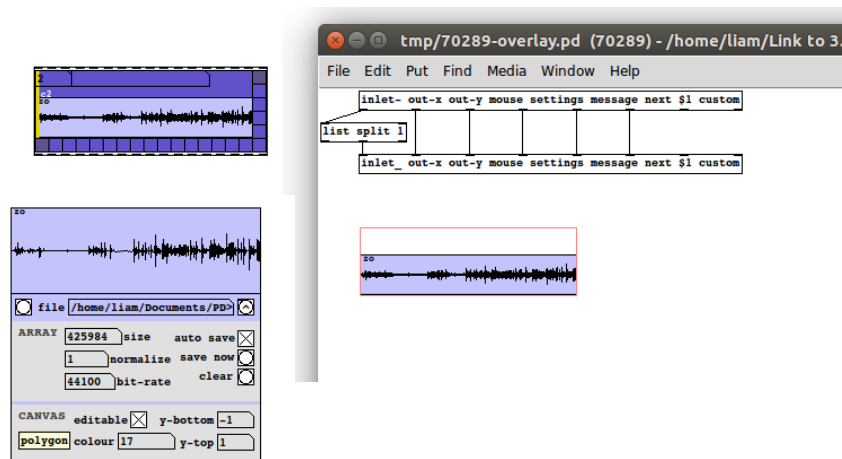 2
c2
zo
zo
file /home/liam/Documents/PD>
ARRAY 425984 size auto save
1 normalize save now
44100 bit-rate clear
CANVAS editable y-bottom -1
polygon colour 17 y-top 1
tmp/70289-overlay.pd (70289) - /home/liam/Link to 3.
File Edit Put Find Media Window Help
inlet- out-x out-y mouse settings message next $1 custom
list split 1
inlet_ out-x out-y mouse settings message next $1 custom
zo